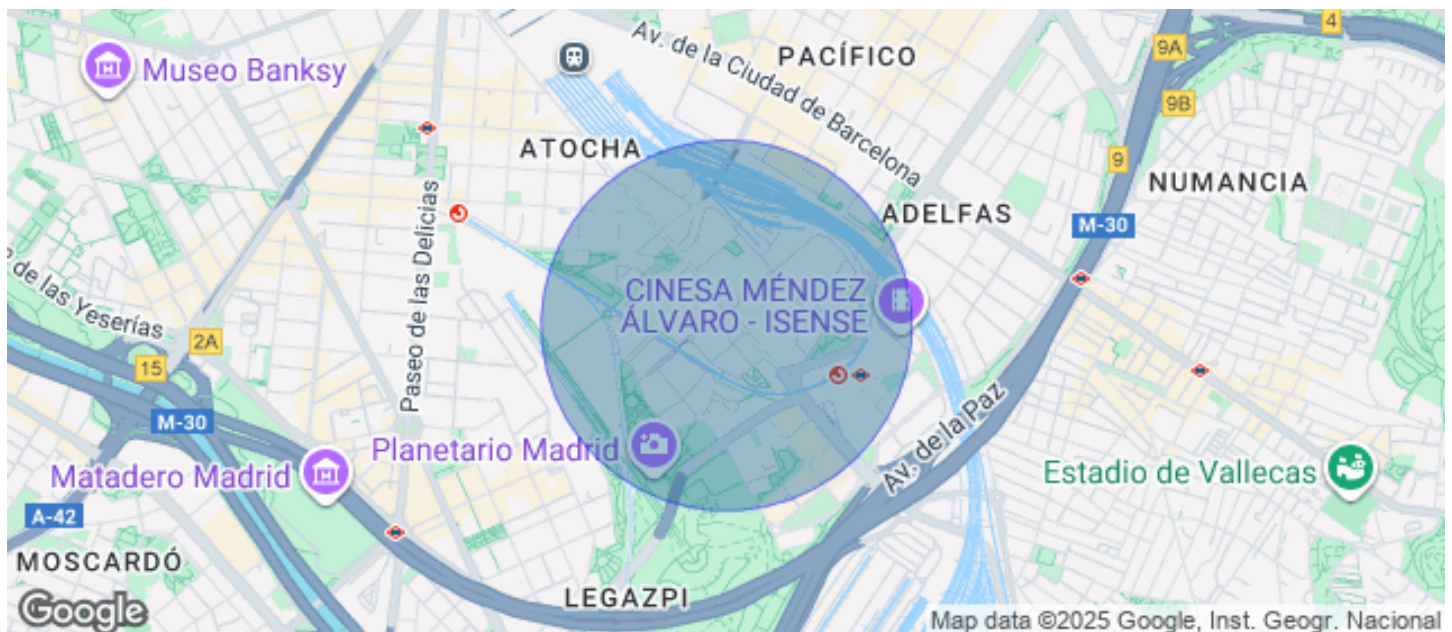 Museo Banksy
Av. de la Ciudad de Barcelona
PACÍFICO
4
9A
9B
ATOCHA
9
NUMANCIA
Paseo de las Delicias
ADELFAS
M-30
de las Yeserías
CINESA MÉNDEZ
ÁLVARO - ISENSE
2A
15
M-30
Planetario Madrid
Av. de la Paz
Matadero Madrid
Estadio de Vallecas
A-42
MOSCARDÓ
LEGAZPI
Google
Map data ©2025 Google, Inst. Geogr. Nacional